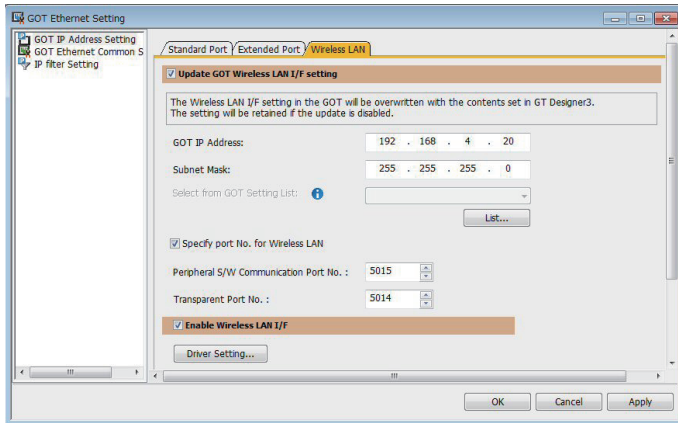 GOT Ethernet Setting
GOT IP Address Setting
GOT Ethernet Common S
IP filter Setting
Standard Port Extended Port Wireless LAN
Update GOT Wireless LAN I/F setting
The Wireless LAN I/F setting in the GOT will be overwritten with the contents set in GT Designer3.
The setting will be retained if the update is disabled.
GOT IP Address: 192 . 168 . 4 . 20
Subnet Mask: 255 . 255 . 255 . 0
Select from GOT Setting List:
List...
Specify port No. for Wireless LAN
Peripheral S/W Communication Port No. : 5015
Transparent Port No. : 5014
Enable Wireless LAN I/F
Driver Setting...
OK Cancel Apply